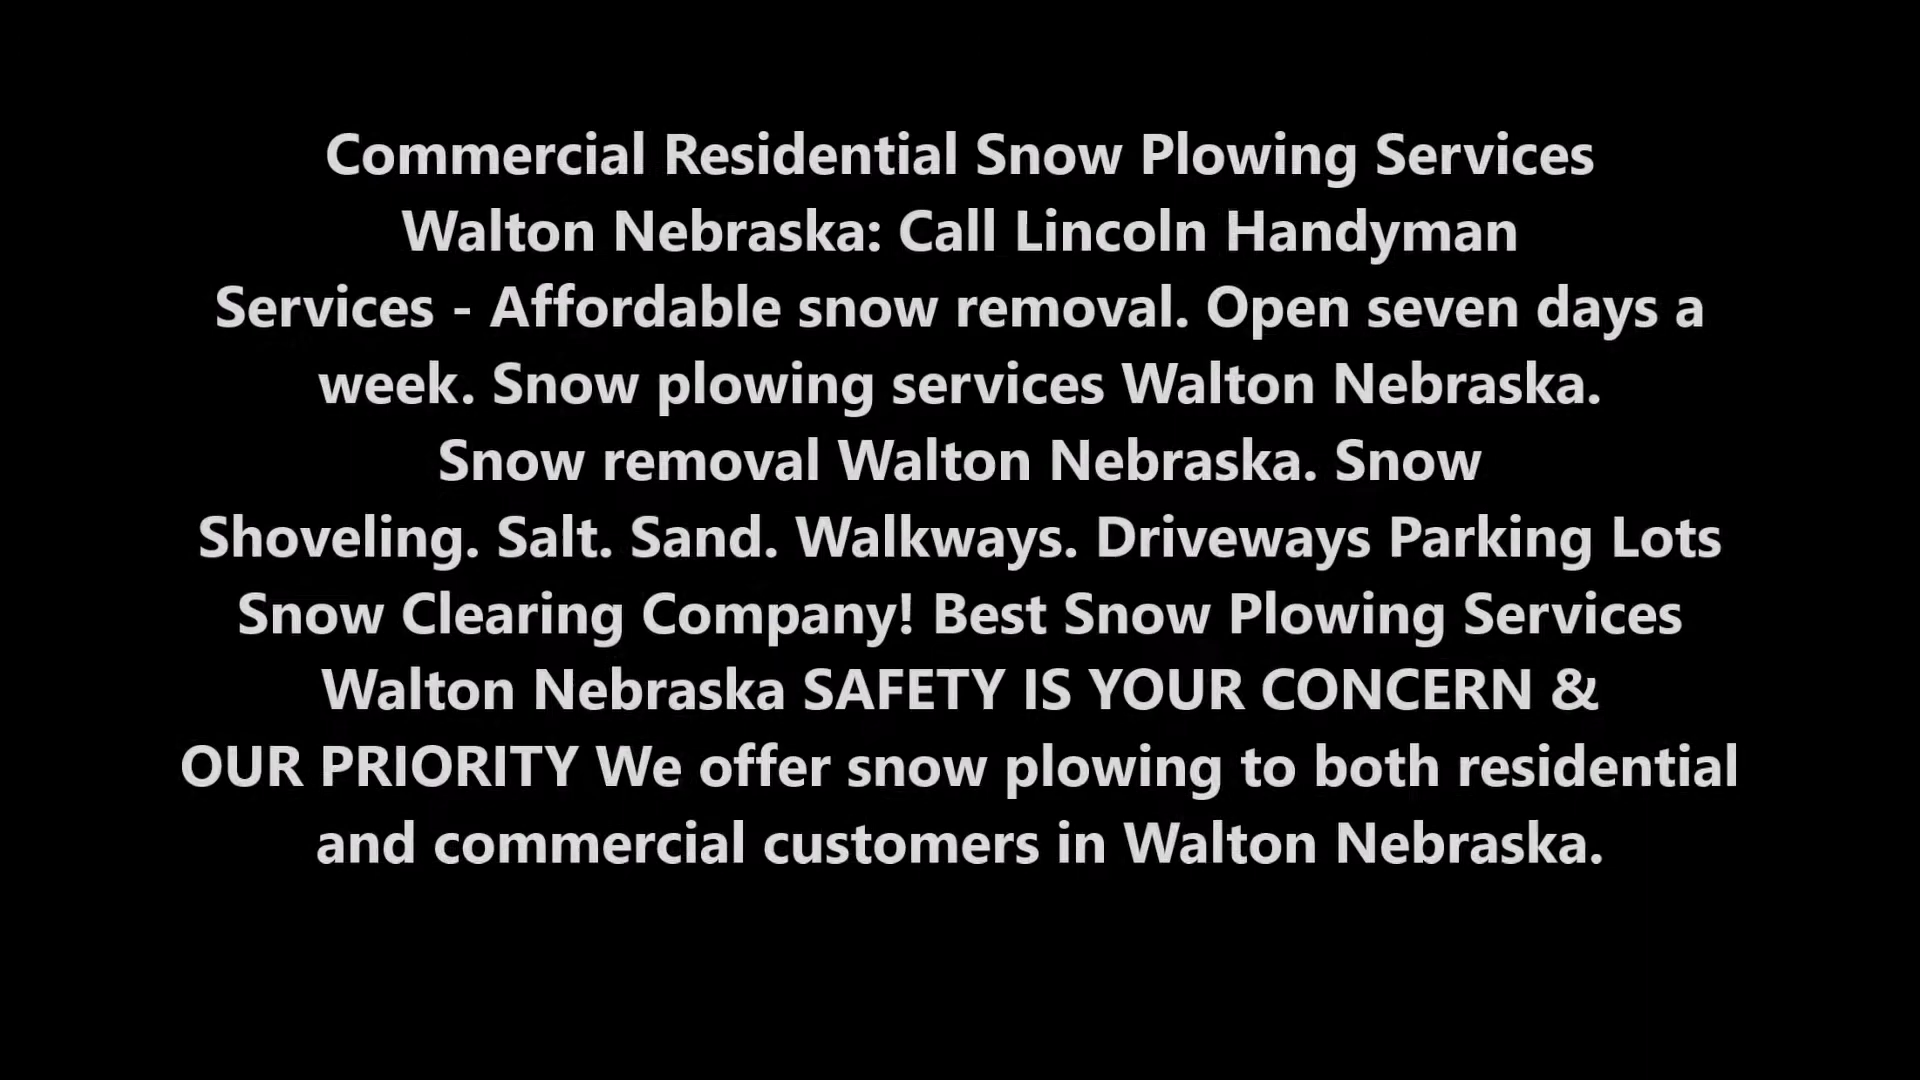 Commercial Residential Snow Plowing Services
Walton Nebraska: Call Lincoln Handyman
Services - Affordable snow removal. Open seven days a
week. Snow plowing services Walton Nebraska.
Snow removal Walton Nebraska. Snow
Shoveling. Salt. Sand. Walkways. Driveways Parking Lots
Snow Clearing Company! Best Snow Plowing Services
Walton Nebraska SAFETY IS YOUR CONCERN &
OUR PRIORITY We offer snow plowing to both residential
and commercial customers in Walton Nebraska.